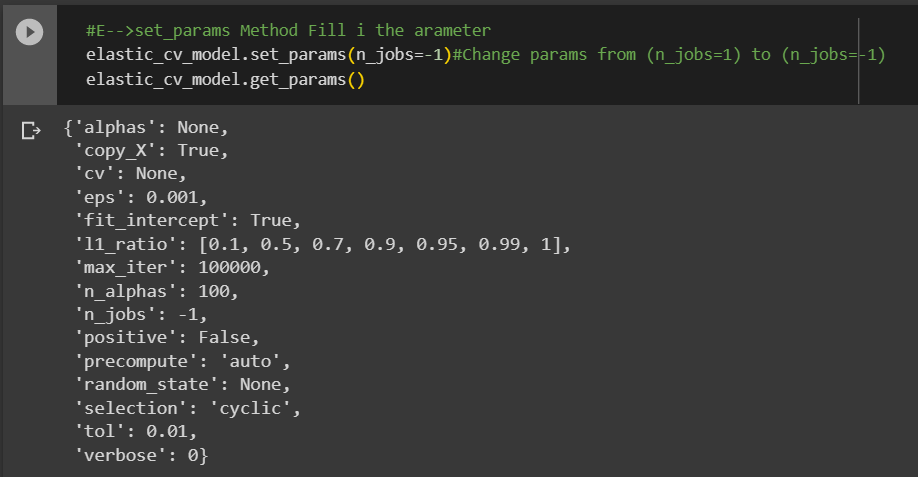 #E-->set_params Method Fill i the arameter
elastic_cv_model.set_params(n_jobs=-1)#Change params from (n_jobs=1) to (n_jobs=-1)
elastic_cv_model.get_params()
{'alphas': None,
 'copy_X': True,
 'cv': None,
 'eps': 0.001,
 'fit_intercept': True,
 'l1_ratio': [0.1, 0.5, 0.7, 0.9, 0.95, 0.99, 1],
 'max_iter': 100000,
 'n_alphas': 100,
 'n_jobs': -1,
 'positive': False,
 'precompute': 'auto',
 'random_state': None,
 'selection': 'cyclic',
 'tol': 0.01,
 'verbose': 0}